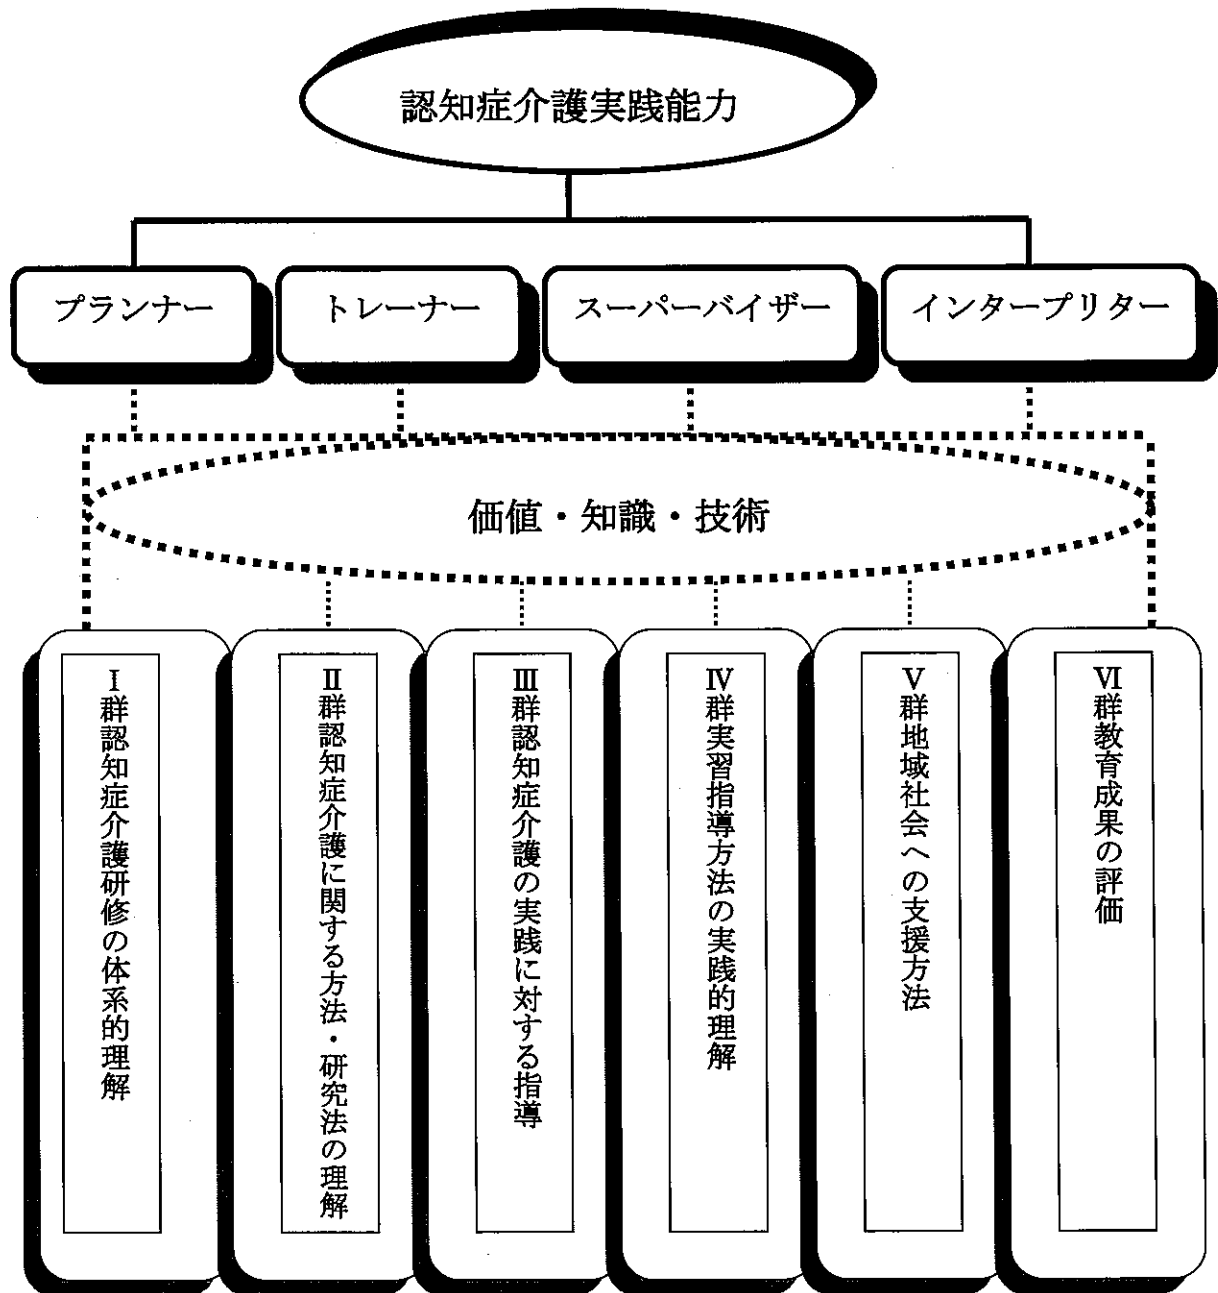 認知症介護実践能力
プランナー
トレーナー
スーパーバイザー
インタープリター
価値・知識・技術
Ⅰ群認知症介護研修の体系的理解
Ⅱ群認知症介護に関する方法・研究法の理解
Ⅲ群認知症介護の実践に対する指導
Ⅳ群実習指導方法の実践的理解
Ⅴ群地域社会への支援方法
Ⅵ群教育成果の評価